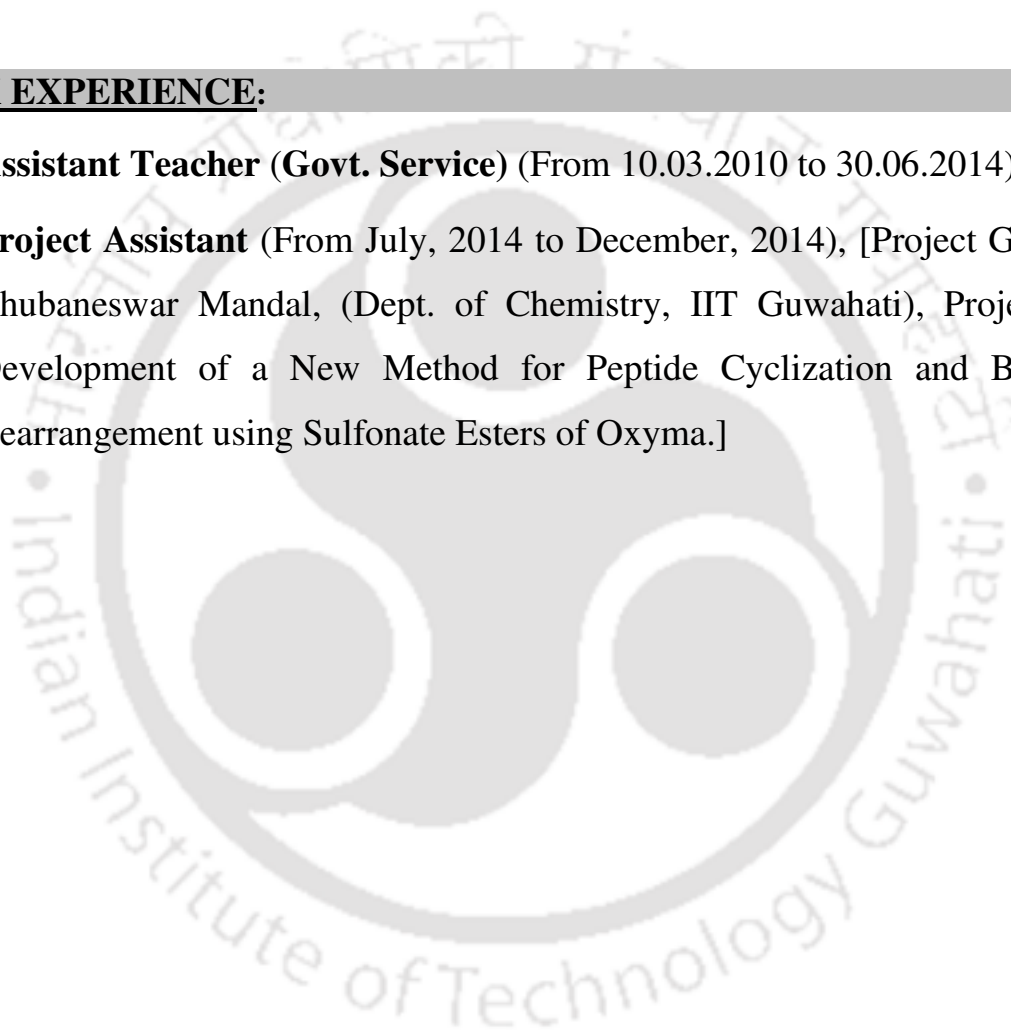 EXPERIENCE:
ssistant Teacher (Govt. Service) (From 10.03.2010 to 30.06.2014)
roject Assistant (From July, 2014 to December, 2014), [Project G
hubaneswar Mandal, (Dept. of Chemistry, IIT Guwahati), Proje
evelopment of a New Method for Peptide Cyclization and B
earrangement using Sulfonate Esters of Oxyma.]
Indian Institute of Technology Guwahati